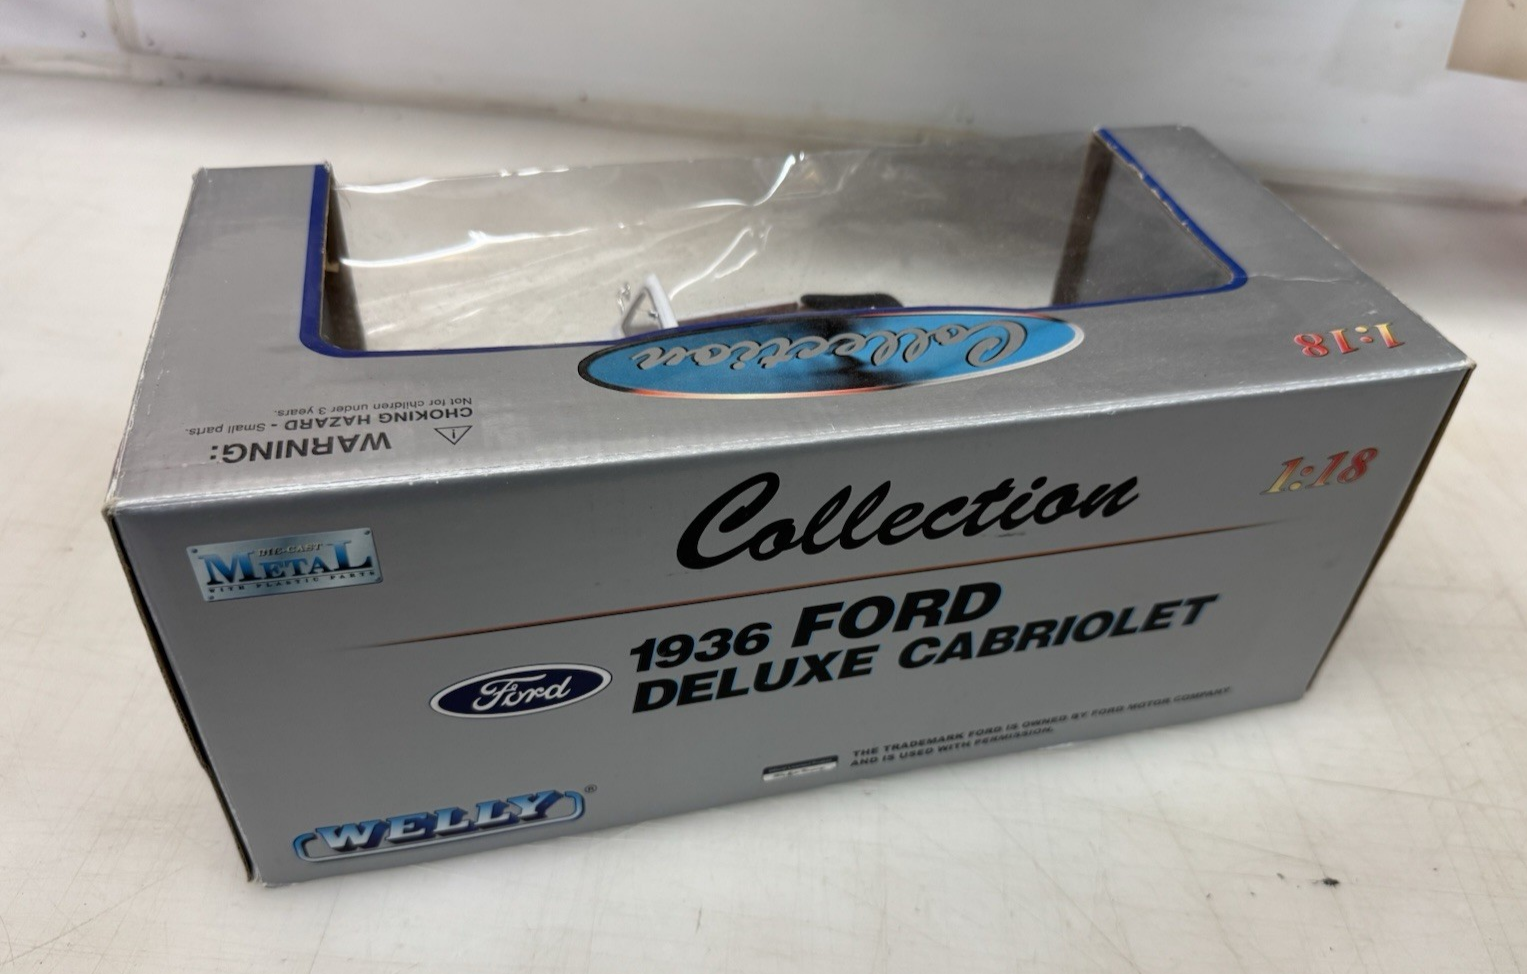 Collection
1:18
WARNING:
CHOKING HAZARD - Small parts.
Not for children under 3 years.
DIE-CAST
METAL
WITH PLASTIC PARTS
Collection
1:18
Ford
1936 FORD
DELUXE CABRIOLET
THE TRADEMARK FORD IS OWNED BY FORD MOTOR COMPANY
AND IS USED WITH PERMISSION.
WELLY®